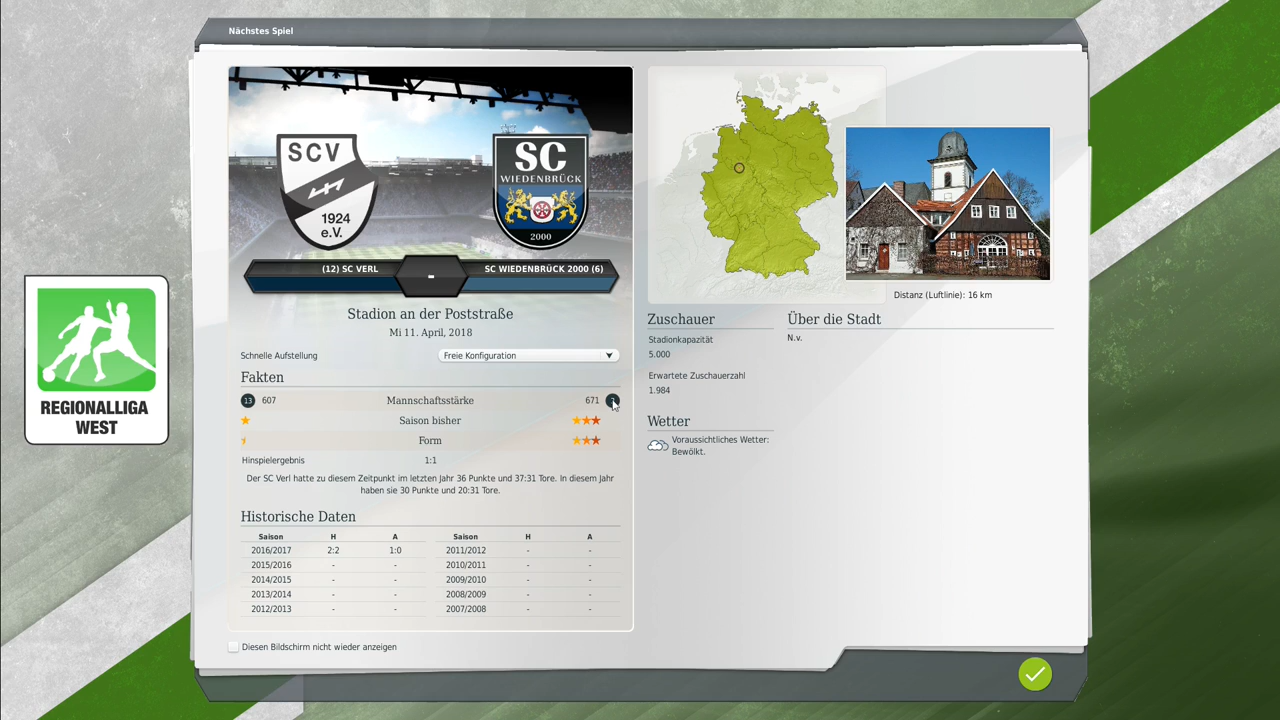 Nächstes Spiel
SCV
1924
e.V.
SC
WIEDENBRÜCK
2000
(12) SC VERL - SC WIEDENBRÜCK 2000 (6)
Stadion an der Poststraße
Mi 11. April, 2018
Schnelle Aufstellung Freie Konfiguration
Fakten
13 607 Mannschaftsstärke 671
Saison bisher
Form
Hinspielergebnis 1:1
Der SC Verl hatte zu diesem Zeitpunkt im letzten Jahr 36 Punkte und 37:31 Tore. In diesem Jahr
haben sie 30 Punkte und 20:31 Tore.
Historische Daten
Saison H A Saison H A
2016/2017 2:2 1:0 2011/2012 - -
2015/2016 - - 2010/2011 - -
2014/2015 - - 2009/2010 - -
2013/2014 - - 2008/2009 - -
2012/2013 - - 2007/2008 - -
Diesen Bildschirm nicht wieder anzeigen
Distanz (Luftlinie): 16 km
Zuschauer
Stadionkapazität
5.000
Erwartete Zuschauerzahl
1.984
Wetter
Voraussichtliches Wetter:
Bewölkt.
Über die Stadt
N.v.
REGIONALLIGA
WEST